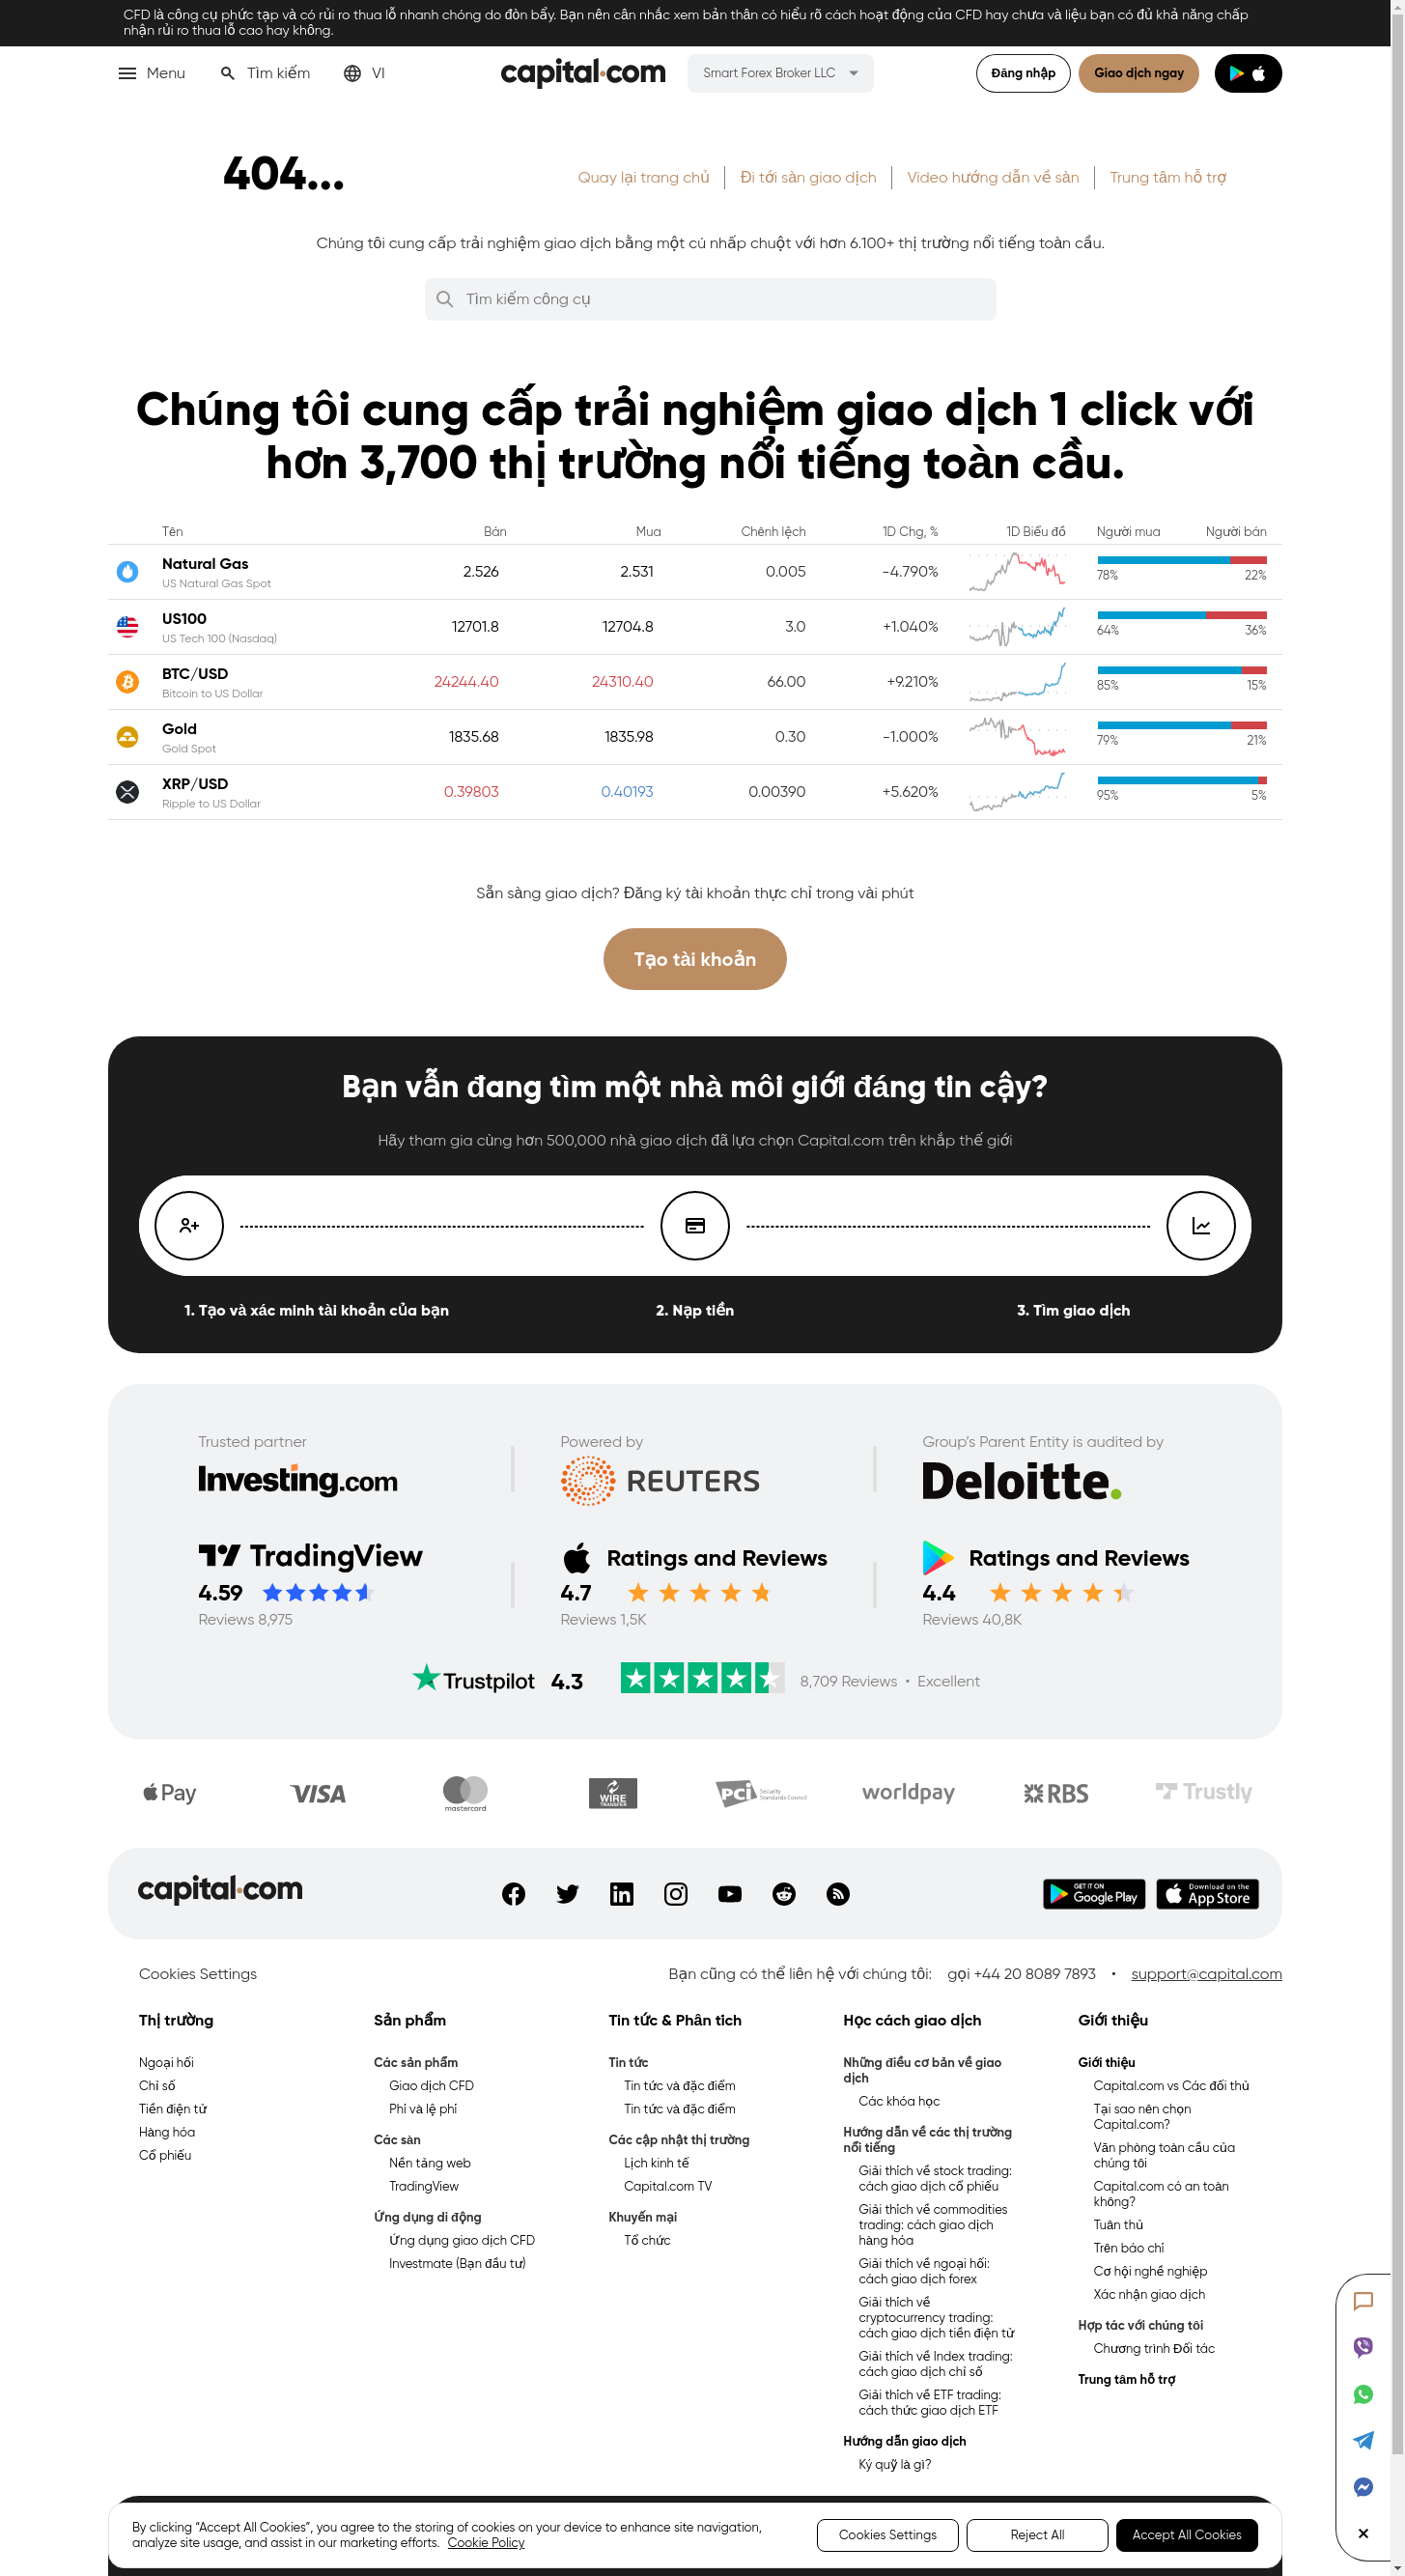 CFD là công cụ phức tạp và có rủi ro thua lỗ nhanh chóng do đòn bẩy. Bạn nên cân nhắc xem bản thân có hiểu rõ cách hoạt động của CFD hay chưa và liệu bạn có đủ khả năng chấp
nhận rủi ro thua lỗ cao hay không.
Menu Tìm kiếm VI capital.com Smart Forex Broker LLC Đăng nhập Giao dịch ngay
404...
Quay lại trang chủ Đi tới sàn giao dịch Video hướng dẫn về sàn Trung tâm hỗ trợ
Chúng tôi cung cấp trải nghiệm giao dịch bằng một cú nhấp chuột với hơn 6.100+ thị trường nổi tiếng toàn cầu.
Tìm kiếm công cụ
Chúng tôi cung cấp trải nghiệm giao dịch 1 click với
hơn 3,700 thị trường nổi tiếng toàn cầu.
Tên Bán Mua Chênh lệch 1D Chg, % 1D Biểu đồ Người mua Người bán
Natural Gas 2.526 2.531 0.005 -4.790%
US Natural Gas Spot 78% 22%
US100 12701.8 12704.8 3.0 +1.040%
US Tech 100 (Nasdaq) 64% 36%
BTC/USD 24244.40 24310.40 66.00 +9.210%
Bitcoin to US Dollar 85% 15%
Gold 1835.68 1835.98 0.30 -1.000%
Gold Spot 79% 21%
XRP/USD 0.39803 0.40193 0.00390 +5.620%
Ripple to US Dollar 95% 5%
Sẵn sàng giao dịch? Đăng ký tài khoản thực chỉ trong vài phút
Tạo tài khoản
Bạn vẫn đang tìm một nhà môi giới đáng tin cậy?
Hãy tham gia cùng hơn 500,000 nhà giao dịch đã lựa chọn Capital.com trên khắp thế giới
1. Tạo và xác minh tài khoản của bạn 2. Nạp tiền 3. Tìm giao dịch
Trusted partner Powered by Group's Parent Entity is audited by
Investing.com REUTERS Deloitte.
TradingView Ratings and Reviews Ratings and Reviews
4.59 4.7 4.4
Reviews 8,975 Reviews 1,5K Reviews 40,8K
Trustpilot 4.3 8,709 Reviews • Excellent
Pay VISA mastercard WIRE TRANSFER PCI Security Standards Council worldpay RBS Trustly
capital.com GET IT ON Google Play Download on the App Store
Cookies Settings Bạn cũng có thể liên hệ với chúng tôi: gọi +44 20 8089 7893 • support@capital.com
Thị trường
Ngoại hối
Chỉ số
Tiền điện tử
Hàng hóa
Cổ phiếu
Sản phẩm
Các sản phẩm
Giao dịch CFD
Phí và lệ phí
Các sàn
Nền tảng web
TradingView
Ứng dụng di động
Ứng dụng giao dịch CFD
Investmate (Bạn đầu tư)
Tin tức & Phân tich
Tin tức
Tin tức và đặc điểm
Tin tức và đặc điểm
Các cập nhật thị trường
Lịch kinh tế
Capital.com TV
Khuyến mại
Tổ chức
Học cách giao dịch
Những điều cơ bản về giao
dịch
Các khóa học
Hướng dẫn về các thị trường
nổi tiếng
Giải thích về stock trading:
cách giao dịch cổ phiếu
Giải thích về commodities
trading: cách giao dịch
hàng hóa
Giải thích về ngoại hối:
cách giao dịch forex
Giải thích về
cryptocurrency trading:
cách giao dịch tiền điện tử
Giải thích về Index trading:
cách giao dịch chỉ số
Giải thích về ETF trading:
cách thức giao dịch ETF
Hướng dẫn giao dịch
Ký quỹ là gì?
Giới thiệu
Giới thiệu
Capital.com vs Các đối thủ
Tại sao nên chọn
Capital.com?
Văn phòng toàn cầu của
chúng tôi
Capital.com có an toàn
không?
Tuân thủ
Trên báo chí
Cơ hội nghề nghiệp
Xác nhận giao dịch
Hợp tác với chúng tôi
Chương trình Đối tác
Trung tâm hỗ trợ
By clicking “Accept All Cookies”, you agree to the storing of cookies on your device to enhance site navigation,
analyze site usage, and assist in our marketing efforts. Cookie Policy
Cookies Settings Reject All Accept All Cookies